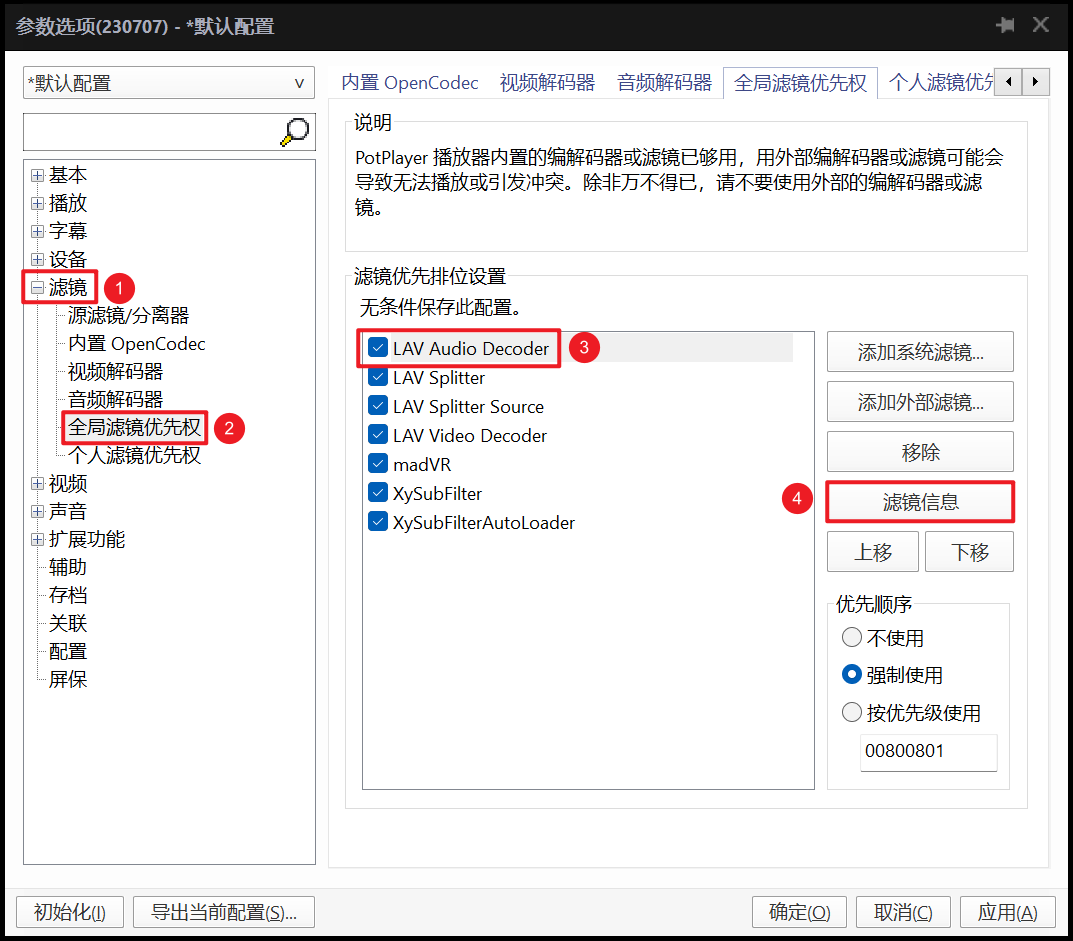 参数选项(230707) - *默认配置
*默认配置
内置 OpenCodec 视频解码器 音频解码器 全局滤镜优先权 个人滤镜优先
基本
播放
字幕
设备
滤镜 1
源滤镜/分离器
内置 OpenCodec
视频解码器
音频解码器
全局滤镜优先权 2
个人滤镜优先权
视频
声音
扩展功能
辅助
存档
关联
配置
屏保
说明
PotPlayer 播放器内置的编解码器或滤镜已够用，用外部编解码器或滤镜可能会
导致无法播放或引发冲突。除非万不得已，请不要使用外部的编解码器或滤
镜。
滤镜优先排位设置
无条件保存此配置。
LAV Audio Decoder 3
LAV Splitter
LAV Splitter Source
LAV Video Decoder
madVR
XySubFilter
XySubFilterAutoLoader
添加系统滤镜...
添加外部滤镜...
移除
4 滤镜信息
上移 下移
优先顺序
不使用
强制使用
按优先级使用
00800801
初始化(I) 导出当前配置(S)... 确定(O) 取消(C) 应用(A)